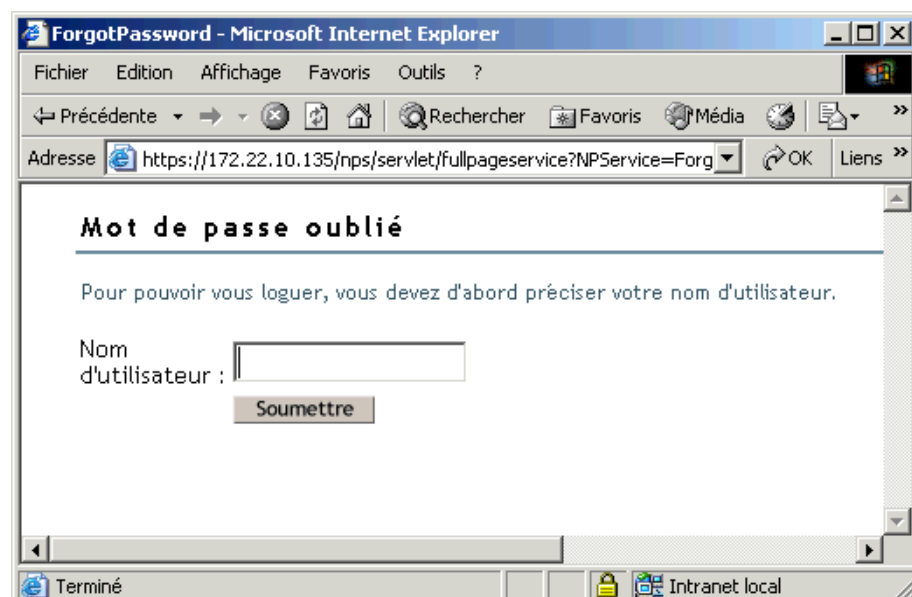 ForgotPassword - Microsoft Internet Explorer
Fichier Edition Affichage Favoris Outils ?
Précédente Rechercher Favoris Média »
Adresse https://172.22.10.135/nps/servlet/fullpageservice?NPService=Forg OK Liens »
Mot de passe oublié
Pour pouvoir vous loguer, vous devez d'abord préciser votre nom d'utilisateur.
Nom
d'utilisateur :
Soumettre
Terminé Intranet local